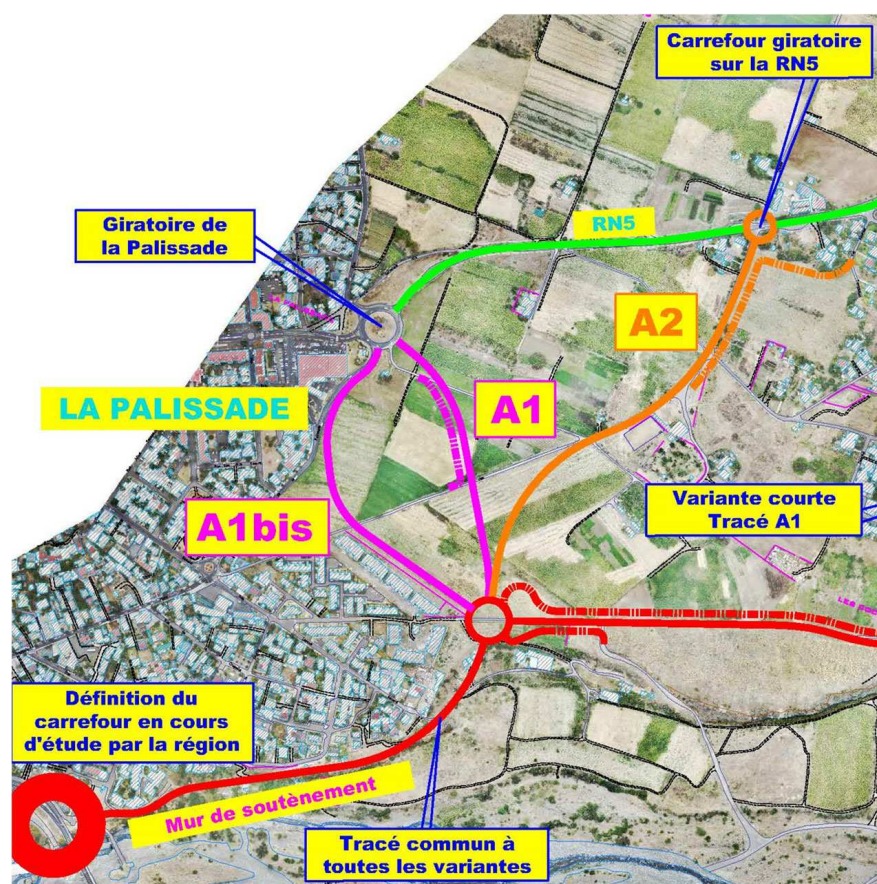 Carrefour giratoire
sur la RN5
Giratoire de
la Palissade
RN5
A2
LA PALISSADE
A1
A1bis
Variante courte
Tracé A1
Définition du
carrefour en cours
d'étude par la région
Mur de soutènement
Tracé commun à
toutes les variantes